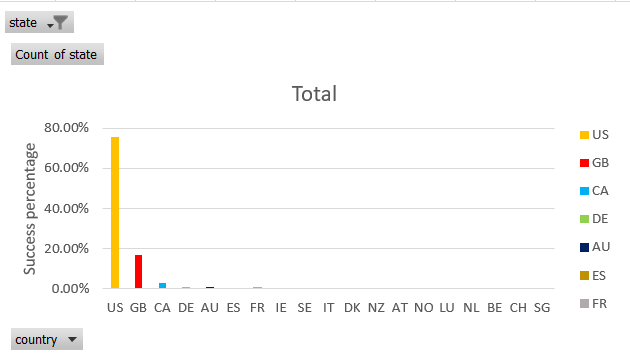 state
Count of state
Total
80.00%
60.00%
40.00%
20.00%
0.00%
Success percentage
US GB CA DE AU ES FR IE SE IT DK NZ AT NO LU NL BE CH SG
US
GB
CA
DE
AU
ES
FR
country